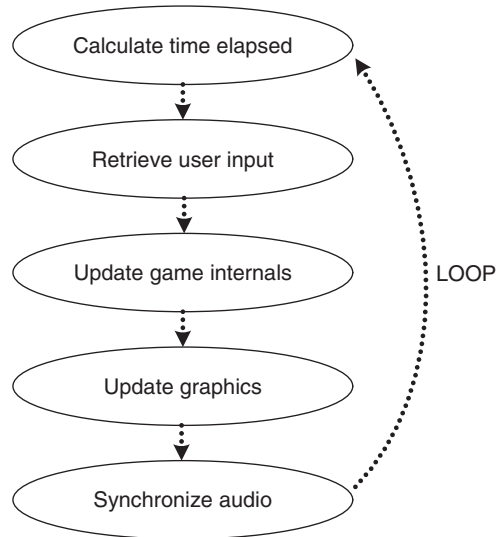 Calculate time elapsed
Retrieve user input
Update game internals
LOOP
Update graphics
Synchronize audio